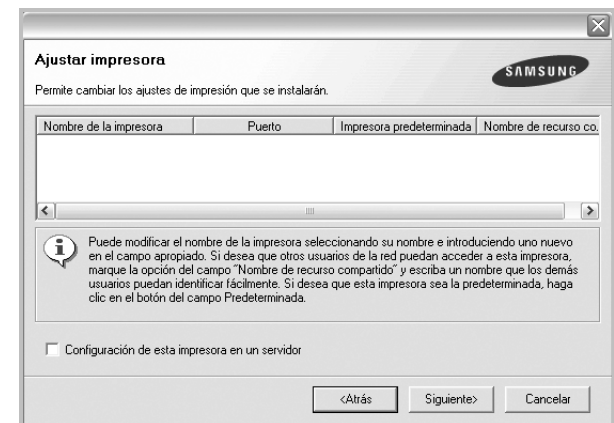 Ajustar impresora
SAMSUNG
Permite cambiar los ajustes de impresión que se instalarán.
Nombre de la impresora Puerto Impresora predeterminada Nombre de recurso co.
Puede modificar el nombre de la impresora seleccionando su nombre e introduciendo uno nuevo
en el campo apropiado. Si desea que otros usuarios de la red puedan acceder a esta impresora,
marque la opción del campo "Nombre de recurso compartido" y escriba un nombre que los demás
usuarios puedan identificar fácilmente. Si desea que esta impresora sea la predeterminada, haga
clic en el botón del campo Predeterminada.
Configuración de esta impresora en un servidor
<Atrás Siguiente> Cancelar